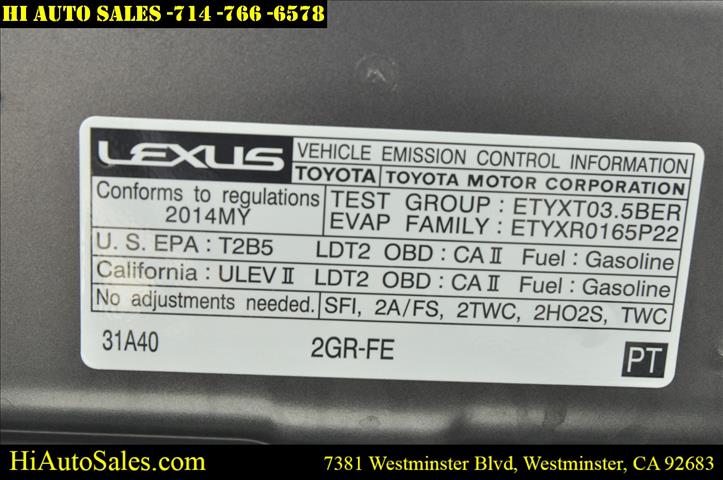 HI AUTO SALES -714 -766 -6578
LEXUS VEHICLE EMISSION CONTROL INFORMATION
TOYOTA TOYOTA MOTOR CORPORATION
Conforms to regulations TEST GROUP : ETYXT03.5BER
2014MY EVAP FAMILY : ETYXR0165P22
U. S. EPA : T2B5 LDT2 OBD : CA II Fuel : Gasoline
California : ULEV II LDT2 OBD : CA II Fuel : Gasoline
No adjustments needed. SFI, 2A/FS, 2TWC, 2HO2S, TWC
31A40 2GR-FE PT
HiAutoSales.com 7381 Westminster Blvd, Westminster, CA 92683